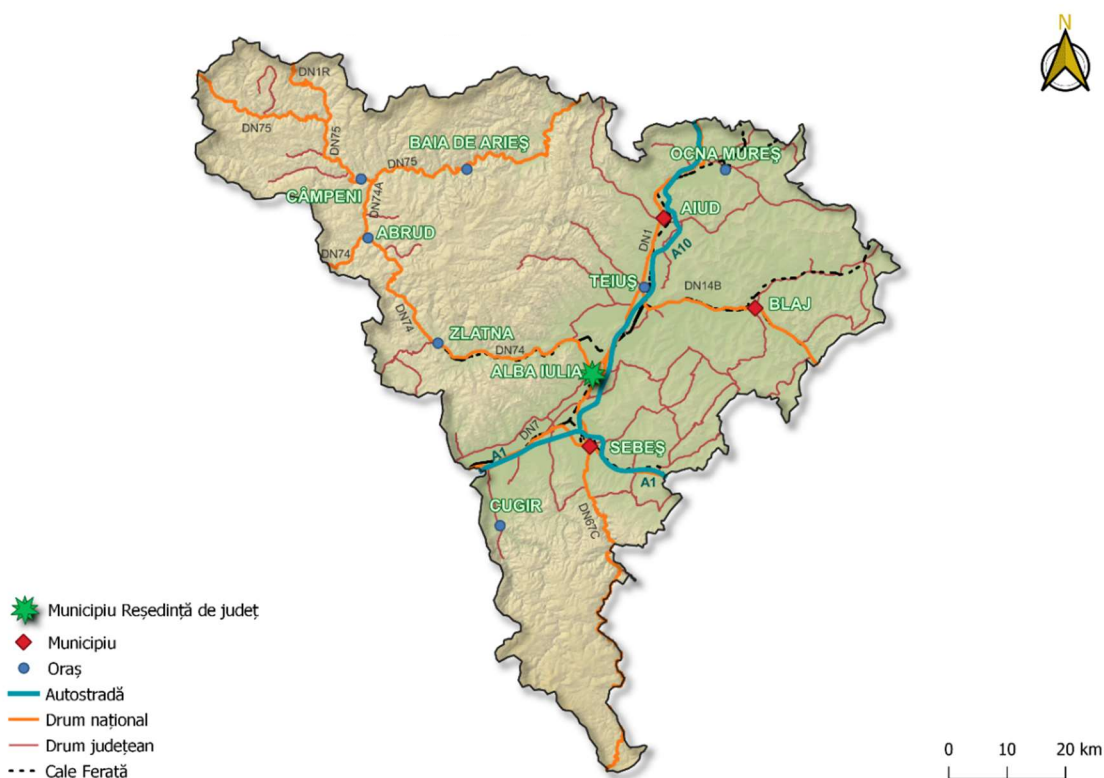 N
DN1R
DN75
DN75
BAIA DE ARIEȘ
DN75
OCNA MUREȘ
CÂMPENI
DN74A
AIUD
ABRUD
DN74
DN1
A10
TEIUȘ
DN14B
BLAJ
DN74
ZLATNA
DN74
ALBA IULIA
DN7
SEBEȘ
A1
A1
CUGIR
DN67C
Municipiu Reședință de județ
Municipiu
Oraș
Autostradă
Drum național
Drum județean
Cale Ferată
0 10 20 km